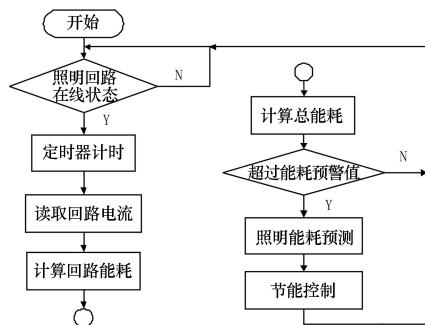 开始
照明回路
在线状态
N
Y
定时器计时
读取回路电流
计算回路能耗
计算总能耗
超过能耗预警值
N
Y
照明能耗预测
节能控制